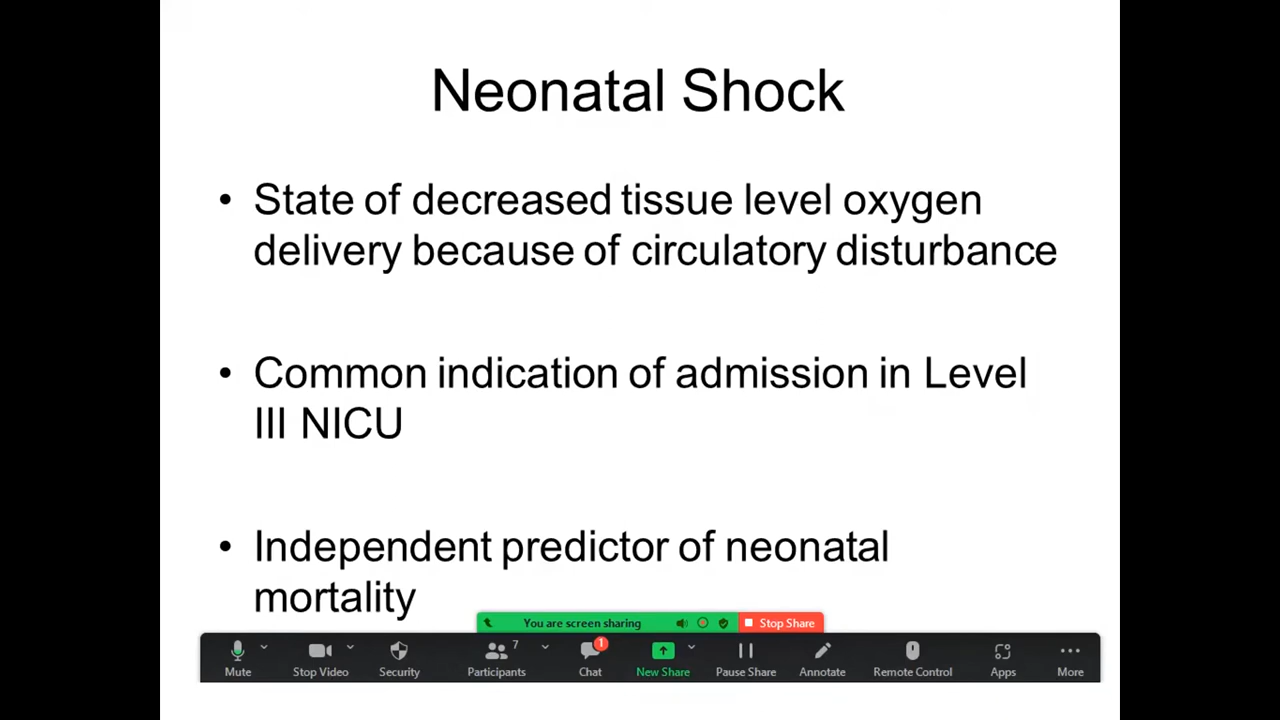 Neonatal Shock
• State of decreased tissue level oxygen
delivery because of circulatory disturbance
• Common indication of admission in Level
III NICU
• Independent predictor of neonatal
mortality
You are screen sharing Stop Share
7 1
Mute Stop Video Security Participants Chat New Share Pause Share Annotate Remote Control Apps More